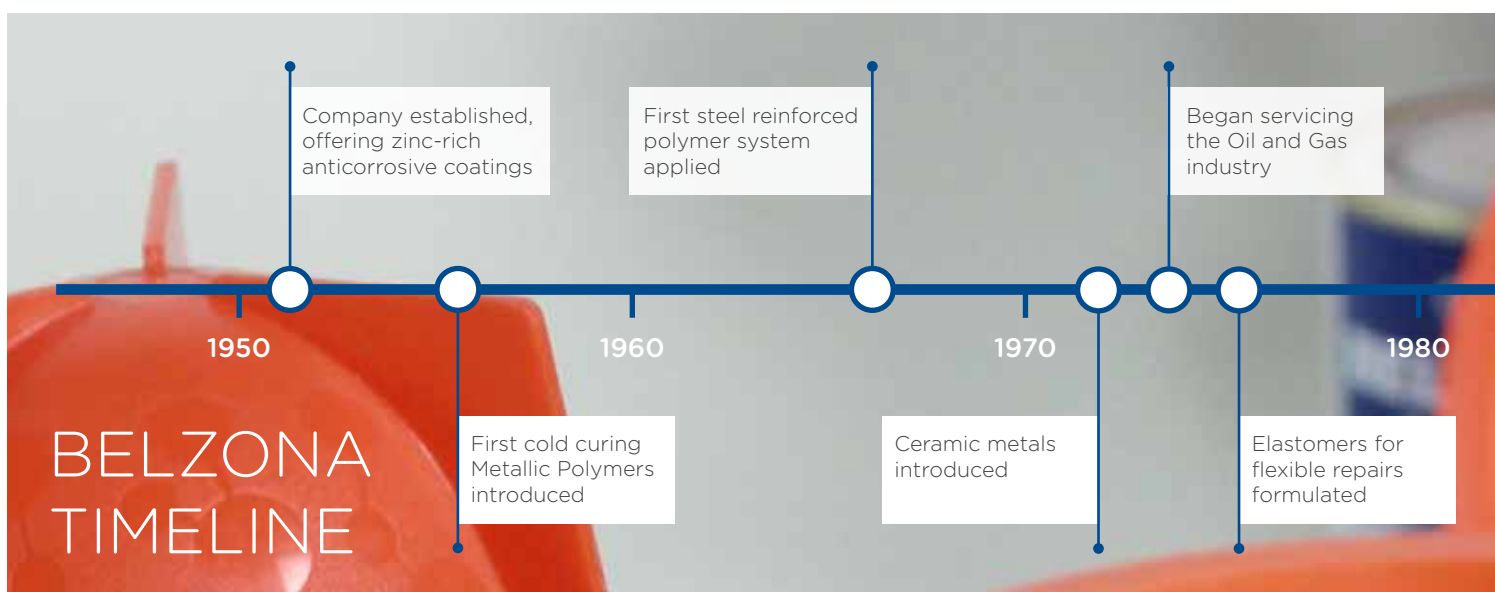 Company established,
offering zinc-rich
anticorrosive coatings
First steel reinforced
polymer system
applied
Began servicing
the Oil and Gas
industry
1950
1960
1970
1980
BELZONA
TIMELINE
First cold curing
Metallic Polymers
introduced
Ceramic metals
introduced
Elastomers for
flexible repairs
formulated